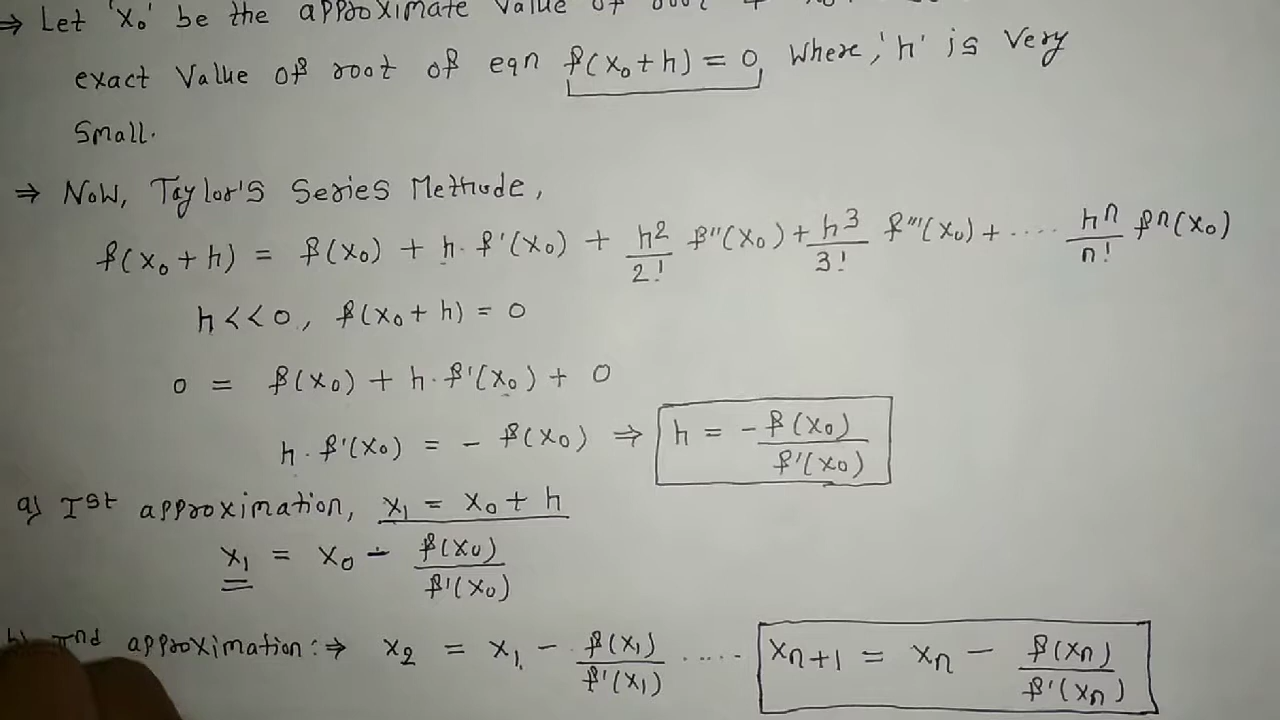 ⇒ Let 'x₀' be the approximate value of root
exact Value of root of eqn f(x₀+h) = 0, where, 'h' is Very
Small.
⇒ Now, Taylor's Series Methode,
f(x₀ + h) = f(x₀) + h · f'(x₀) + h²/2! f''(x₀) + h³/3! f'''(x₀) + .... hⁿ/n! fⁿ(x₀)
h << 0, f(x₀ + h) = 0
0 = f(x₀) + h · f'(x₀) + 0
h · f'(x₀) = - f(x₀) ⇒ h = - f(x₀)/f'(x₀)
a) Ist approximation, x₁ = x₀ + h
x₁ = x₀ - f(x₀)/f'(x₀)
IInd approximation :⇒ x₂ = x₁ - f(x₁)/f'(x₁) ..... xₙ₊₁ = xₙ - f(xₙ)/f'(xₙ)